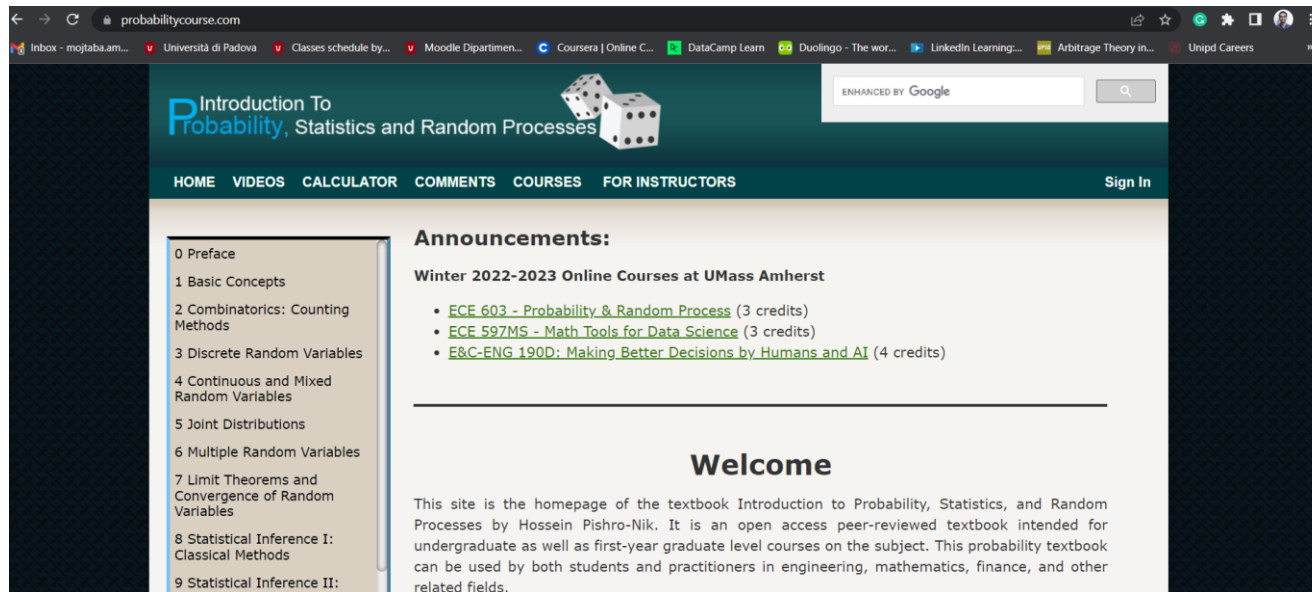 probabilitycourse.com
Inbox - mojtaba.am...
Università di Padova
Classes schedule by...
Moodle Dipartimen...
Coursera | Online C...
DataCamp Learn
Duolingo - The wor...
LinkedIn Learning:...
Arbitrage Theory in...
Unipd Careers
Introduction To
Probability, Statistics and Random Processes
ENHANCED BY Google
HOME VIDEOS CALCULATOR COMMENTS COURSES FOR INSTRUCTORS Sign In
0 Preface
1 Basic Concepts
2 Combinatorics: Counting
Methods
3 Discrete Random Variables
4 Continuous and Mixed
Random Variables
5 Joint Distributions
6 Multiple Random Variables
7 Limit Theorems and
Convergence of Random
Variables
8 Statistical Inference I:
Classical Methods
9 Statistical Inference II:
Announcements:
Winter 2022-2023 Online Courses at UMass Amherst
• ECE 603 - Probability & Random Process (3 credits)
• ECE 597MS - Math Tools for Data Science (3 credits)
• E&C-ENG 190D: Making Better Decisions by Humans and AI (4 credits)
Welcome
This site is the homepage of the textbook Introduction to Probability, Statistics, and Random
Processes by Hossein Pishro-Nik. It is an open access peer-reviewed textbook intended for
undergraduate as well as first-year graduate level courses on the subject. This probability textbook
can be used by both students and practitioners in engineering, mathematics, finance, and other
related fields.